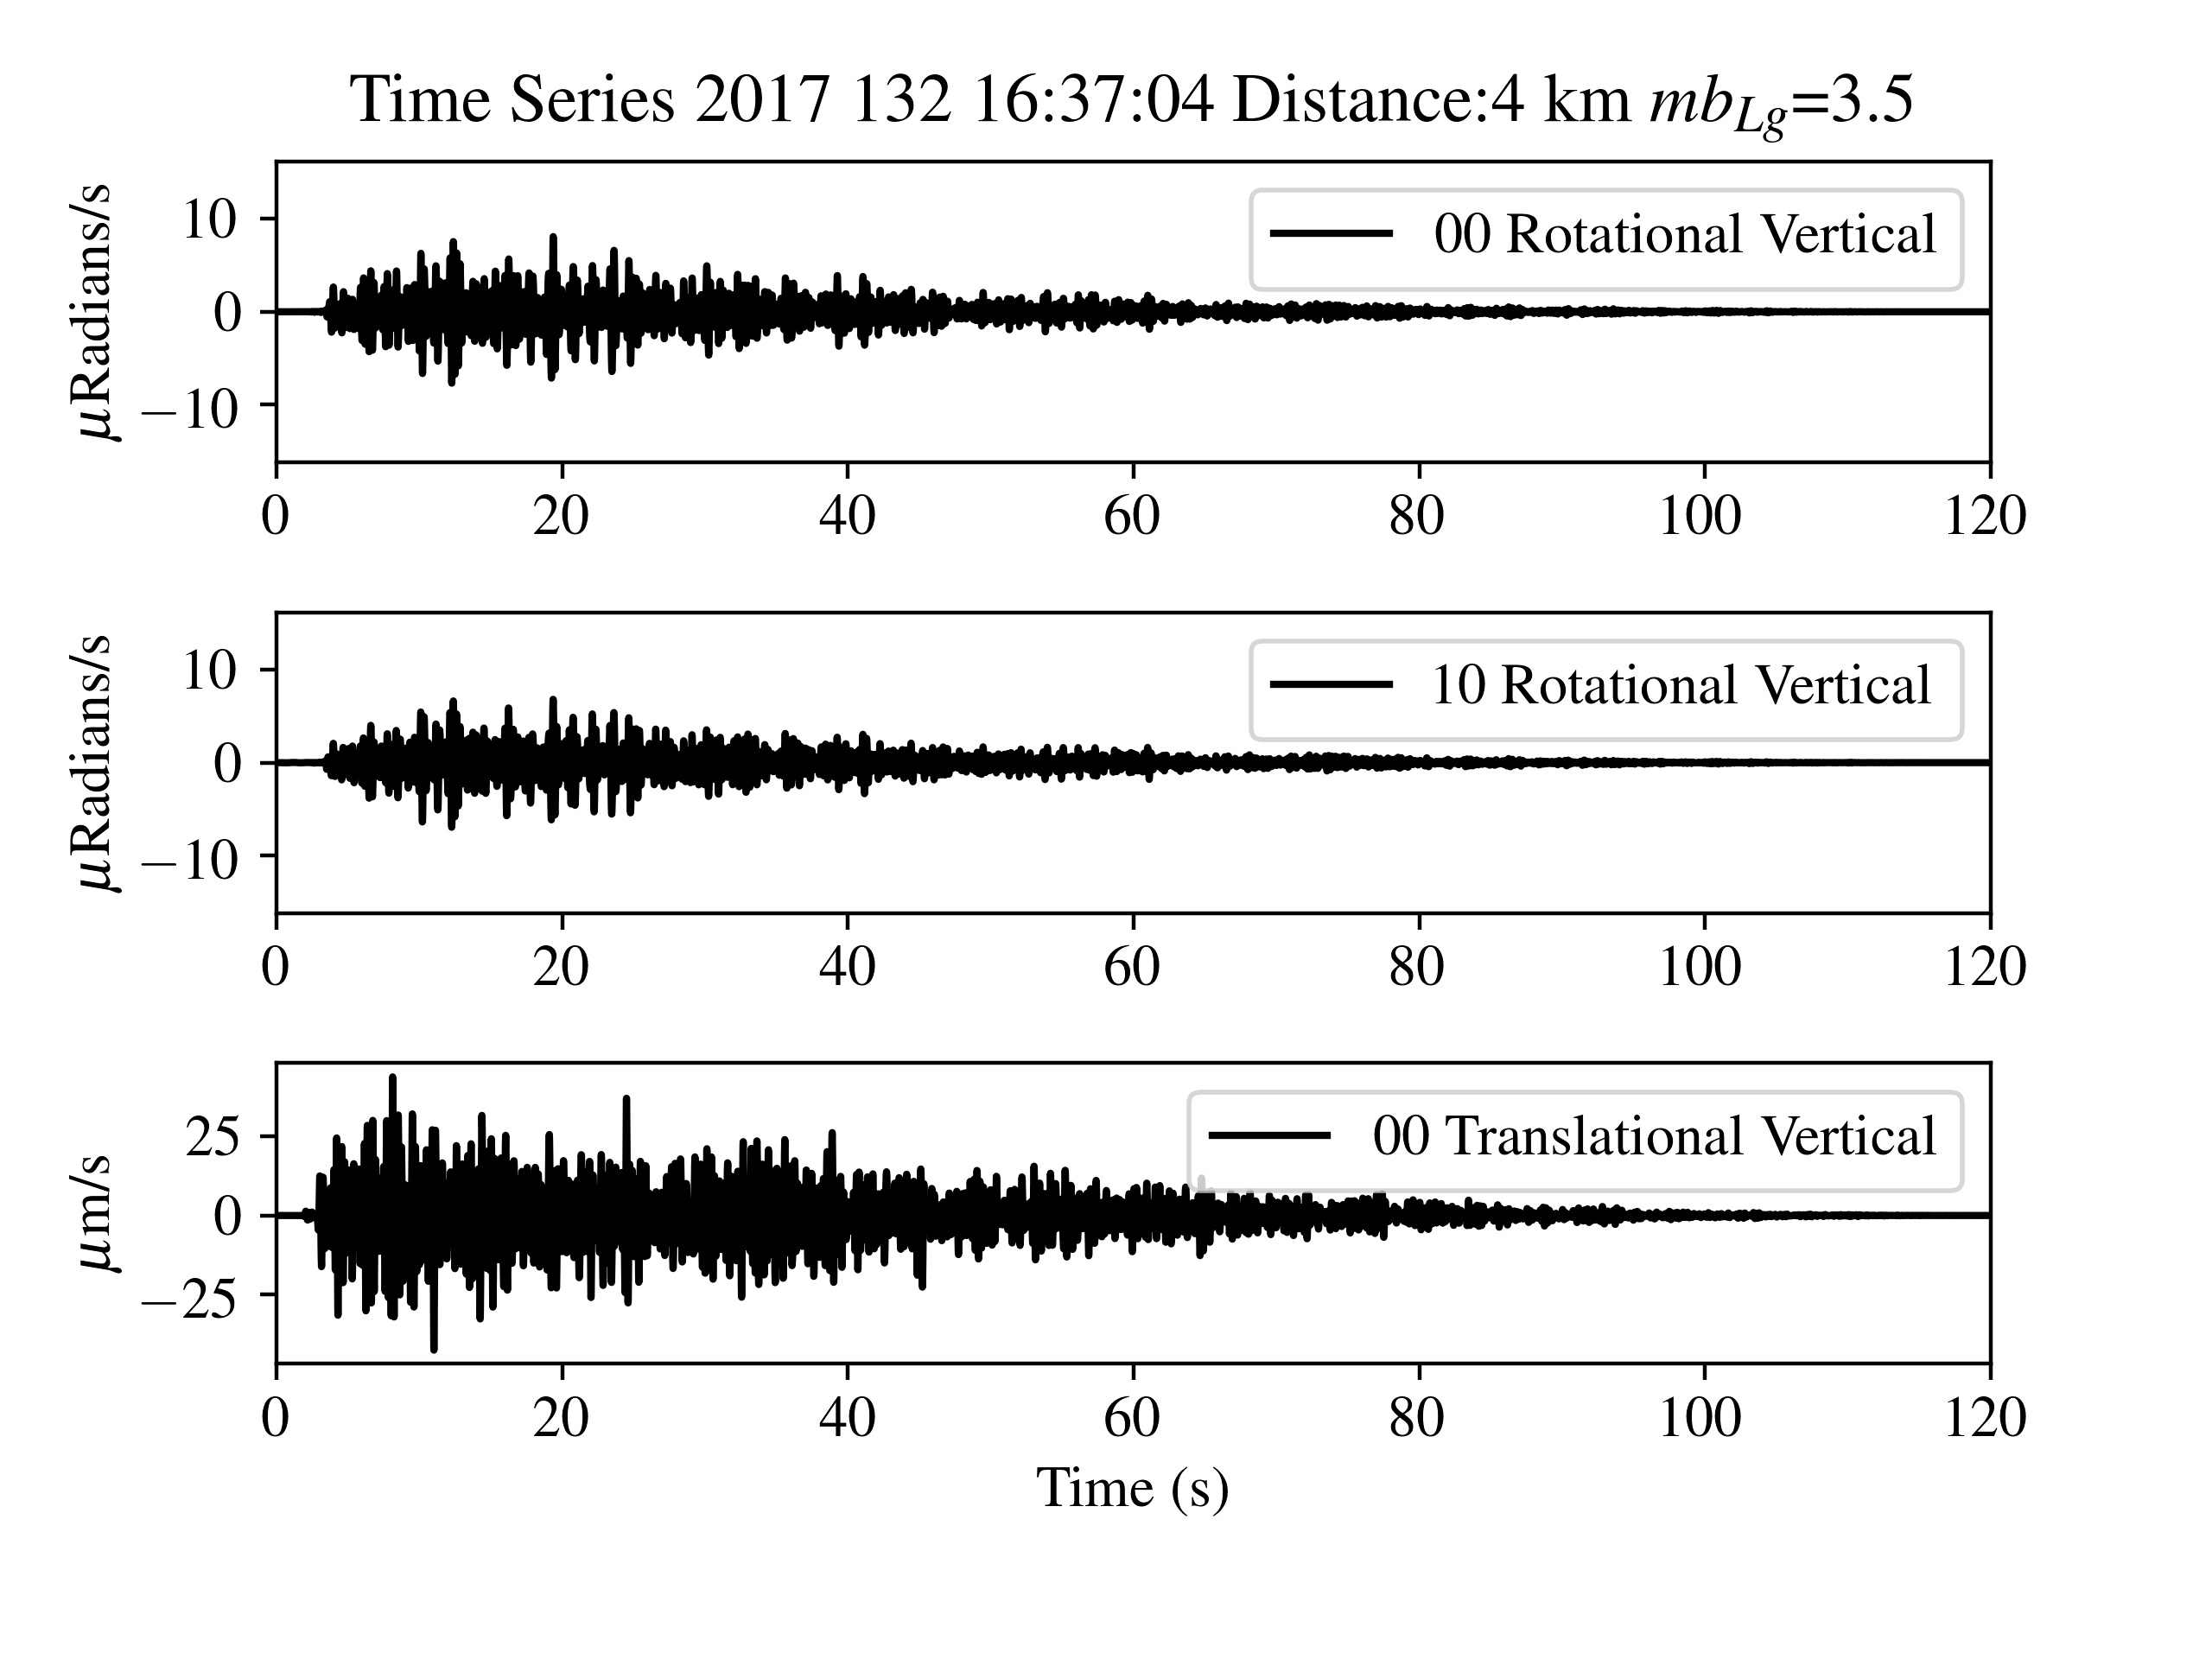 Time Series 2017 132 16:37:04 Distance:4 km mb_Lg=3.5
μRadians/s
10
0
−10
00 Rotational Vertical
0 20 40 60 80 100 120
μRadians/s
10
0
−10
10 Rotational Vertical
0 20 40 60 80 100 120
μm/s
25
0
−25
00 Translational Vertical
0 20 40 60 80 100 120
Time (s)